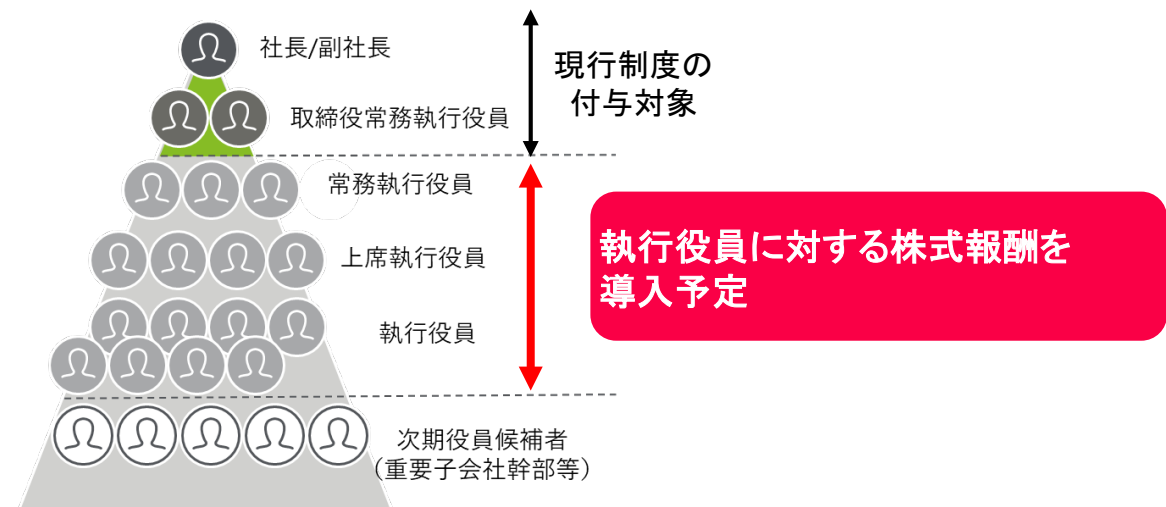 社長/副社長
現行制度の
付与対象
取締役常務執行役員
常務執行役員
執行役員に対する株式報酬を
導入予定
上席執行役員
執行役員
次期役員候補者
（重要子会社幹部等）